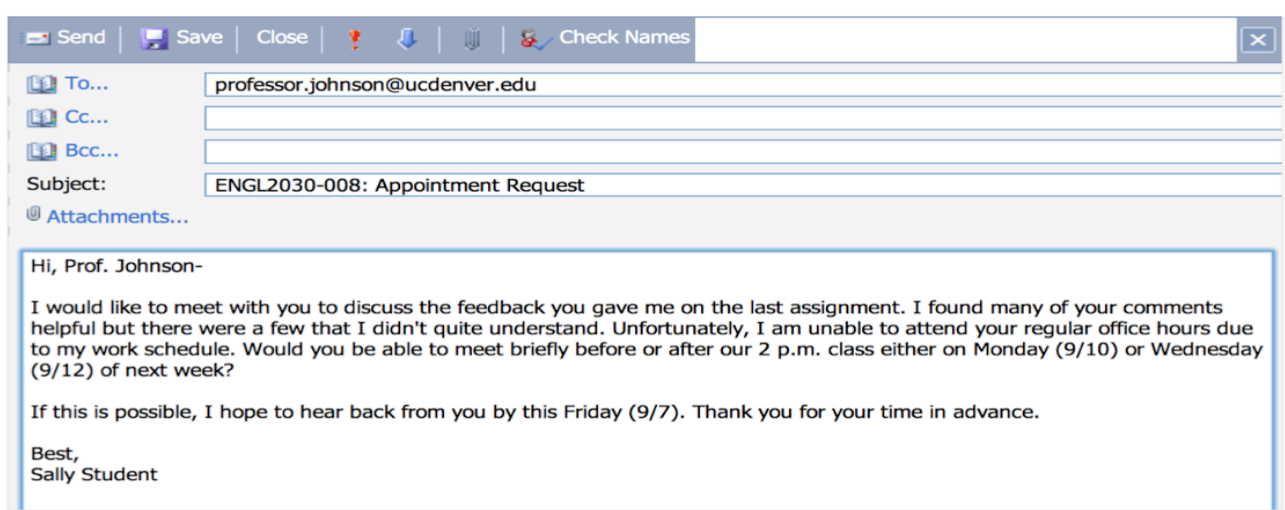 Send Save Close Check Names
To... professor.johnson@ucdenver.edu
Cc...
Bcc...
Subject: ENGL2030-008: Appointment Request
Attachments...
Hi, Prof. Johnson-
I would like to meet with you to discuss the feedback you gave me on the last assignment. I found many of your comments
helpful but there were a few that I didn't quite understand. Unfortunately, I am unable to attend your regular office hours due
to my work schedule. Would you be able to meet briefly before or after our 2 p.m. class either on Monday (9/10) or Wednesday
(9/12) of next week?
If this is possible, I hope to hear back from you by this Friday (9/7). Thank you for your time in advance.
Best,
Sally Student